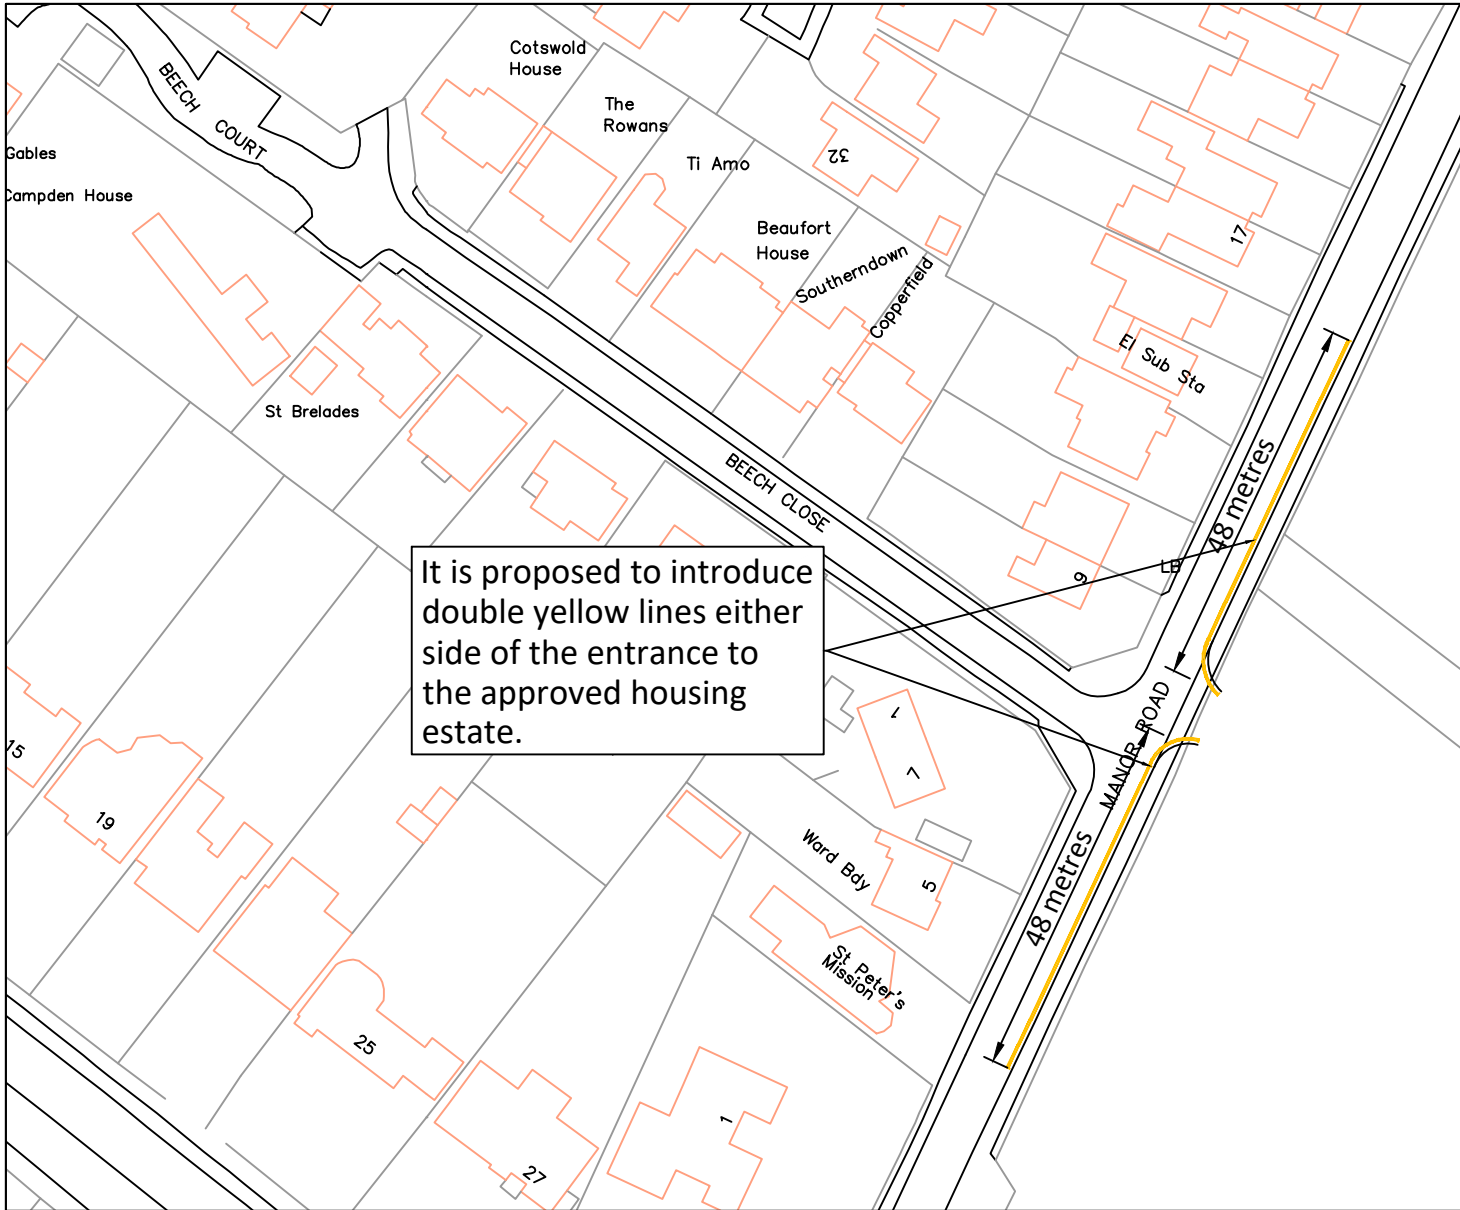 Cotswold
House
The
Rowans
BEECH COURT
Gables
Campden House
Ti Amo
32
Beaufort
House
Southerndown
Copperfield
17
El Sub Sta
St Brelades
BEECH CLOSE
48 metres
LB
9
It is proposed to introduce
double yellow lines either
side of the entrance to
the approved housing
estate.
1
7
MANOR ROAD
15
19
Ward Bdy
5
48 metres
St Peter's
Mission
25
1
27